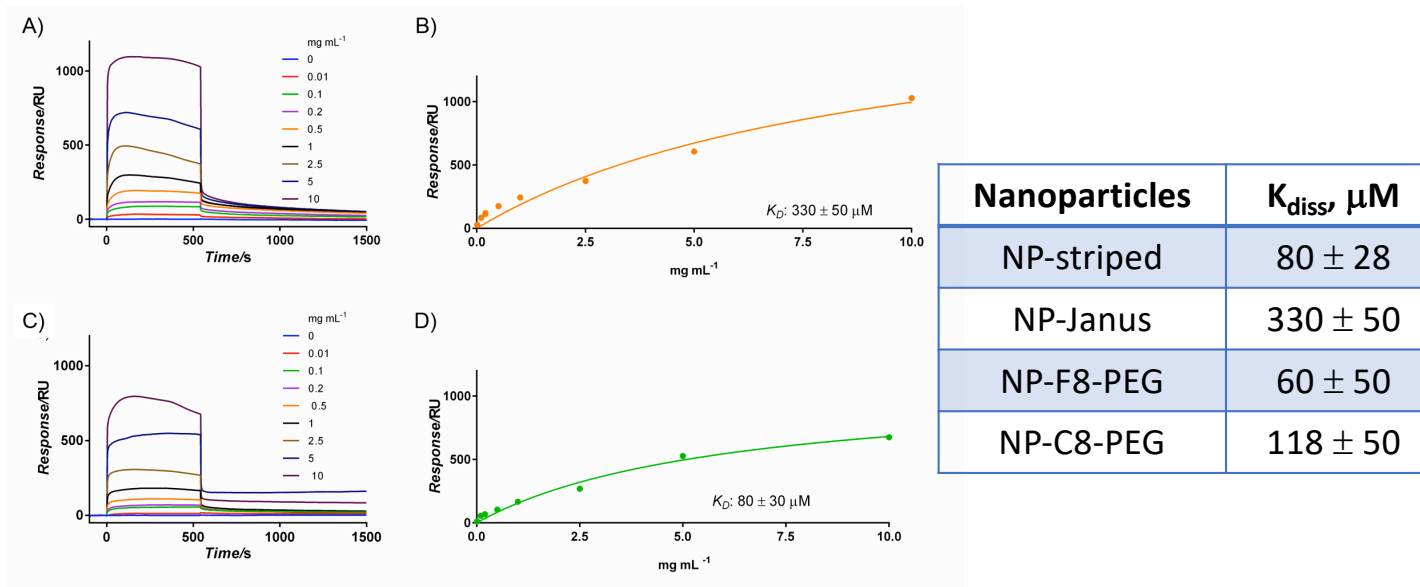 A)
Response/RU
1000
500
0
0
500
1000
1500
Time/s
mg mL⁻¹
0
0.01
0.1
0.2
0.5
1
2.5
5
10
B)
Response/RU
1000
500
0
0.0
2.5
5.0
7.5
10.0
mg mL⁻¹
K_D: 330 ± 50 μM
C)
Response/RU
1000
500
0
0
500
1000
1500
Time/s
mg mL⁻¹
0
0.01
0.1
0.2
0.5
1
2.5
5
10
D)
Response/RU
1000
500
0
0.0
2.5
5.0
7.5
10.0
mg mL⁻¹
K_D: 80 ± 30 μM
Nanoparticles K_diss, μM
NP-striped 80 ± 28
NP-Janus 330 ± 50
NP-F8-PEG 60 ± 50
NP-C8-PEG 118 ± 50